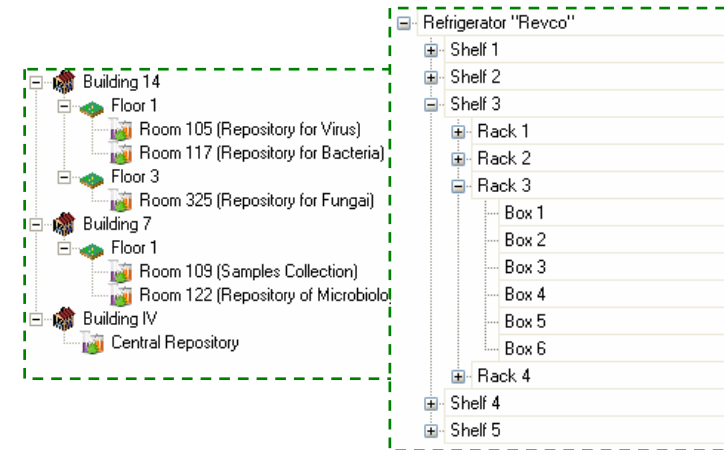 Building 14
Floor 1
Room 105 (Repository for Virus)
Room 117 (Repository for Bacteria)
Floor 3
Room 325 (Repository for Fungai)
Building 7
Floor 1
Room 109 (Samples Collection)
Room 122 (Repository of Microbiolo
Building IV
Central Repository
Refrigerator "Revco"
Shelf 1
Shelf 2
Shelf 3
Rack 1
Rack 2
Rack 3
Box 1
Box 2
Box 3
Box 4
Box 5
Box 6
Rack 4
Shelf 4
Shelf 5